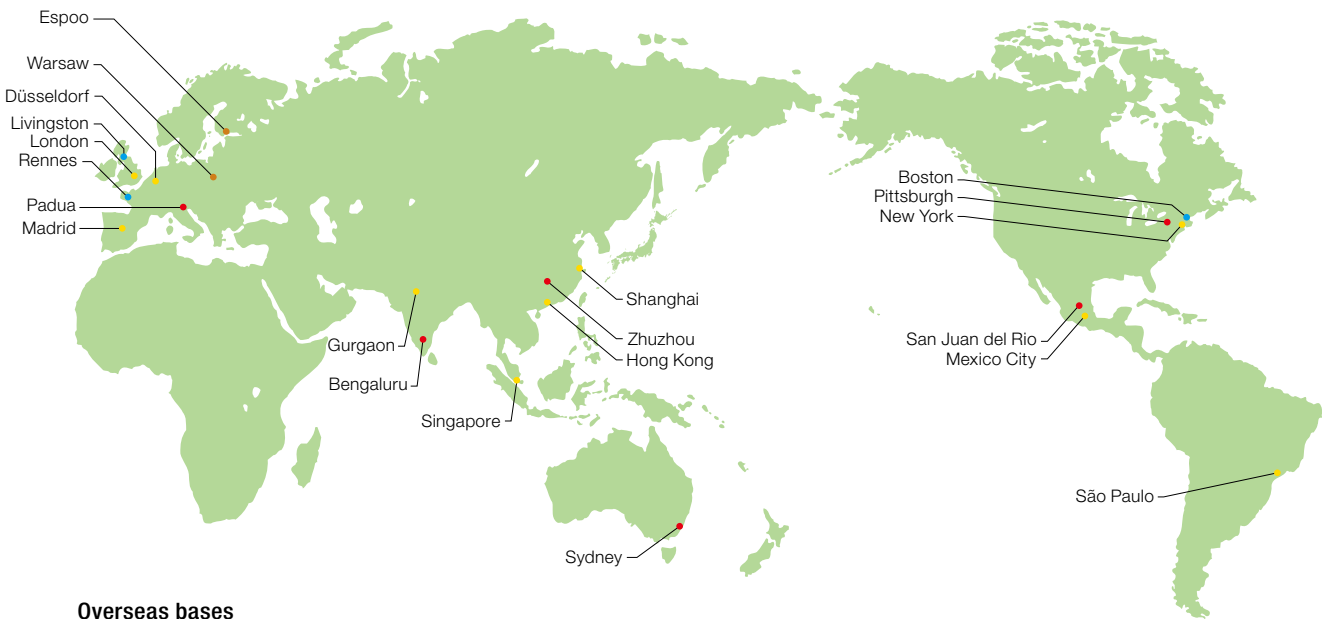 Espoo
Warsaw
Düsseldorf
Livingston
London
Rennes
Padua
Madrid
Shanghai
Zhuzhou
Hong Kong
Gurgaon
Bengaluru
Singapore
Sydney
Boston
Pittsburgh
New York
San Juan del Rio
Mexico City
São Paulo
Overseas bases